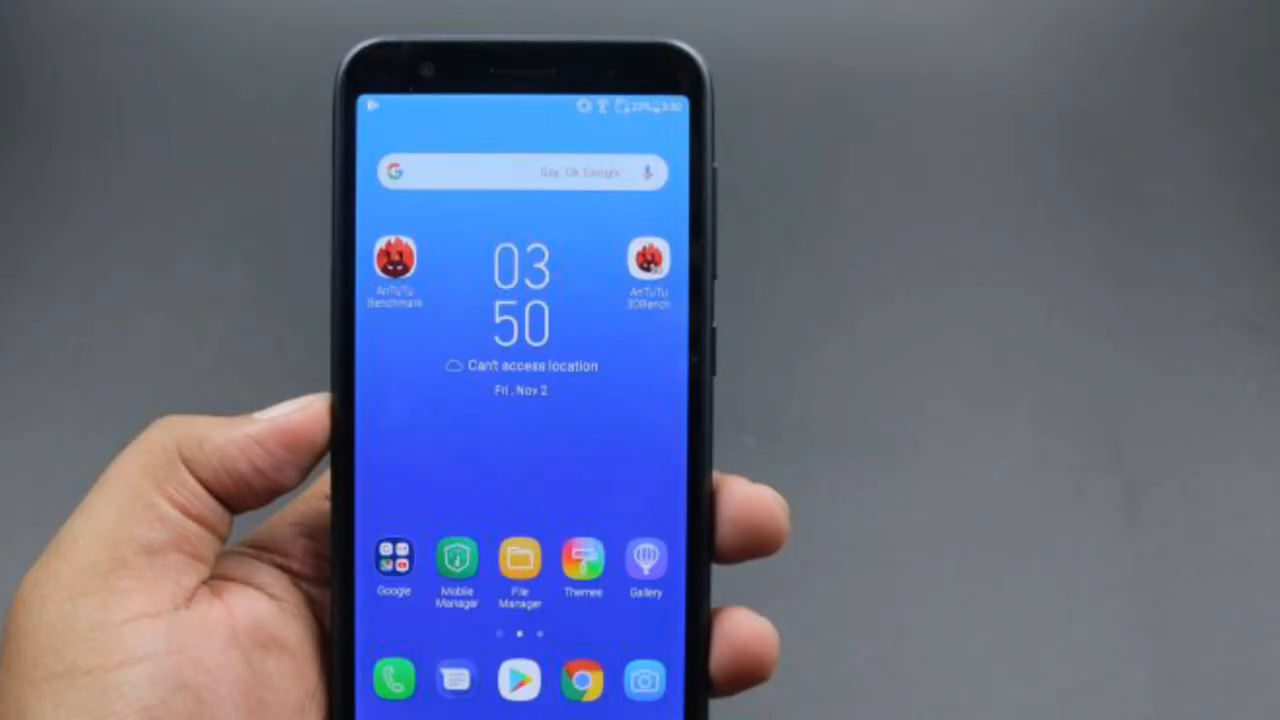 Say, Ok Google
AnTuTu
Benchmark
03
50
AnTuTu
3DBench
Can't access location
Fri, Nov 2
Google
Mobile
Manager
File
Manager
Themes
Gallery